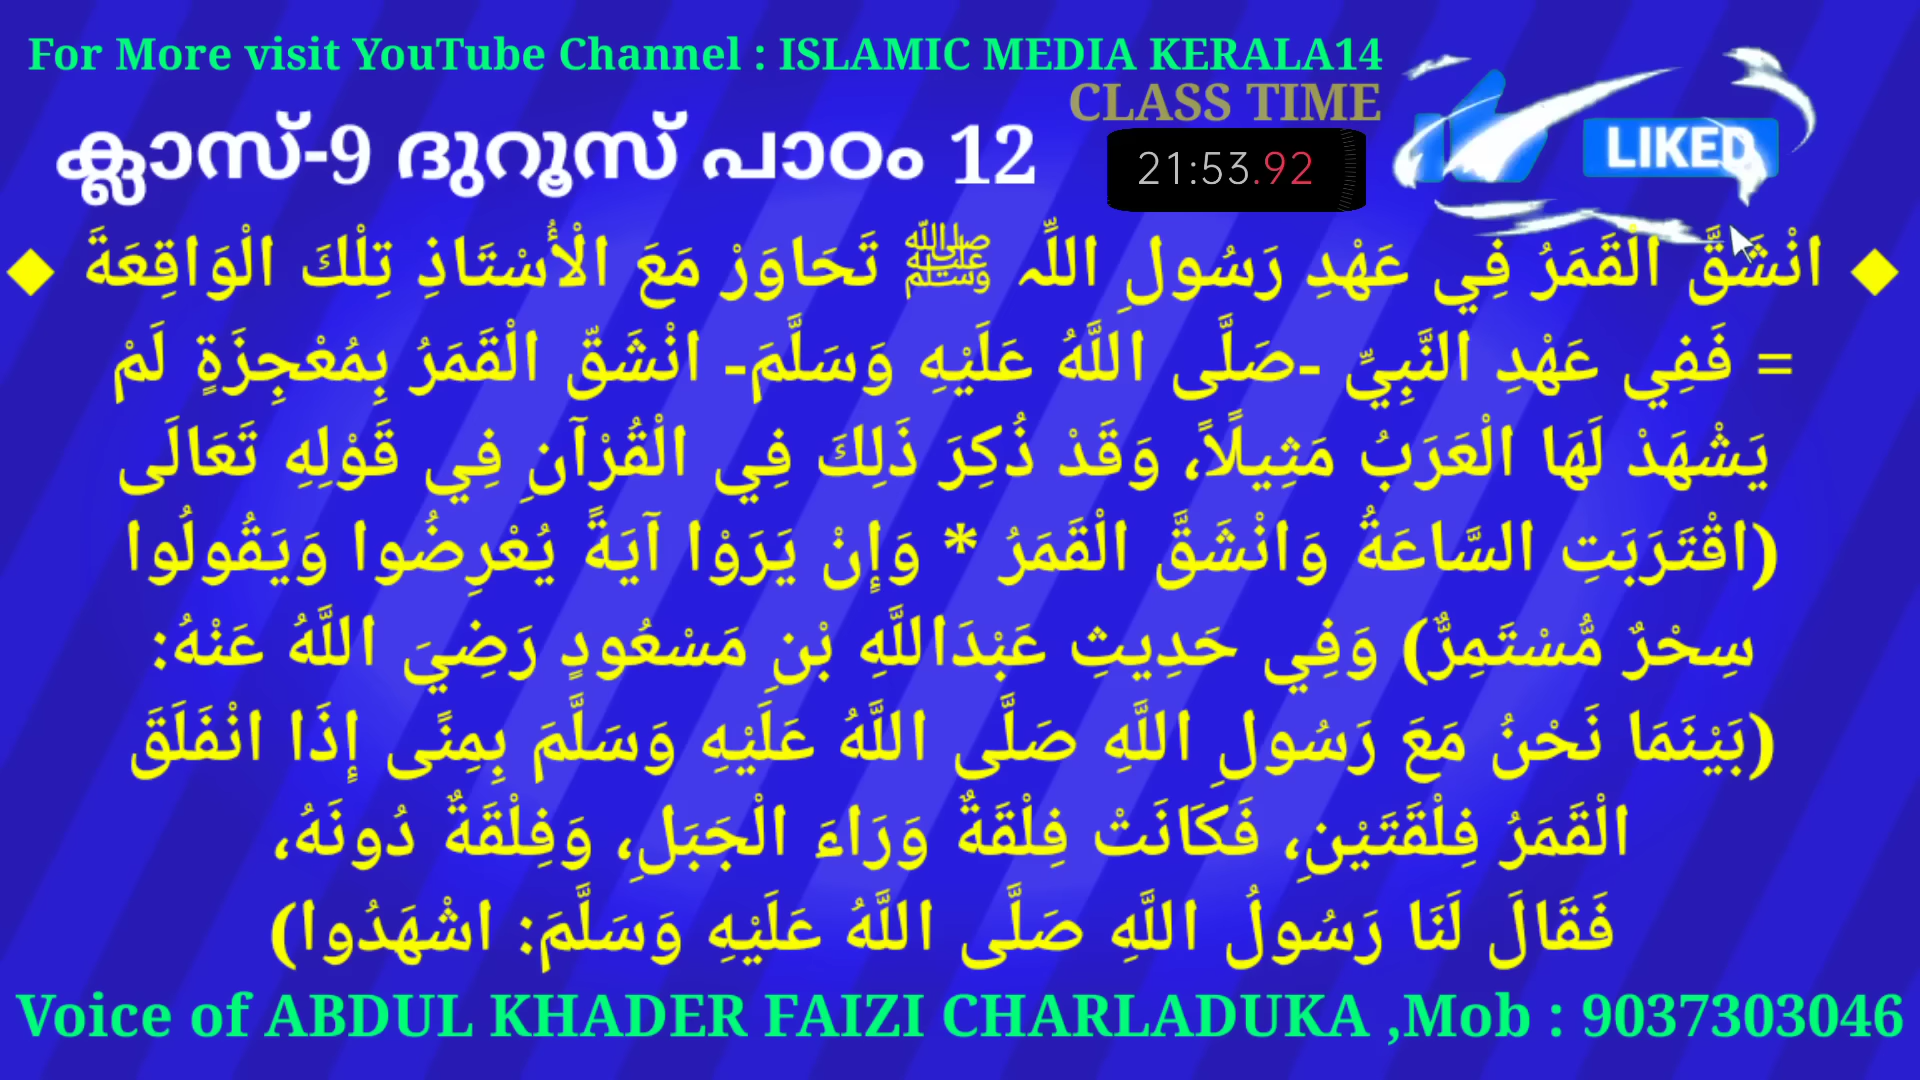 For More visit YouTube Channel : ISLAMIC MEDIA KERALA14
CLASS TIME
ക്ലാസ്-9 ദുറൂസ് പാഠം 12
21:53.92
LIKED
◆ انْشَقَّ الْقَمَرُ فِي عَهْدِ رَسُولِ اللّٰہ ﷺ تَحَاوَرْ مَعَ الْأُسْتَاذِ تِلْكَ الْوَاقِعَةَ ◆
= فَفِي عَهْدِ النَّبِيِّ -صَلَّى اللَّهُ عَلَيْهِ وَسَلَّمَ- انْشَقّ الْقَمَرُ بِمُعْجِزَةٍ لَمْ
يَشْهَدْ لَهَا الْعَرَبُ مَثِيلًاً، وَقَدْ ذُكِرَ ذَلِكَ فِي الْقُرْآنِ فِي قَوْلِهِ تَعَالَى
(اقْتَرَبَتِ السَّاعَةُ وَانْشَقَّ الْقَمَرُ * وَإِنْ يَرَوْا آيَةً يُعْرِضُوا وَيَقُولُوا
سِحْرٌ مُّسْتَمِرٌّ) وَفِي حَدِيثِ عَبْدَاللَّهِ بْنِ مَسْعُودٍ رَضِيَ اللَّهُ عَنْهُ:
(بَيْنَمَا نَحْنُ مَعَ رَسُولِ اللَّهِ صَلَّى اللَّهُ عَلَيْهِ وَسَلَّمَ بِمِنًى إِذَا انْفَلَقَ
الْقَمَرُ فِلْقَتَيْنِ، فَكَانَتْ فِلْقَةٌ وَرَاءَ الْجَبَلِ، وَفِلْقَةٌ دُونَهُ،
فَقَالَ لَنَا رَسُولُ اللَّهِ صَلَّى اللَّهُ عَلَيْهِ وَسَلَّمَ: اشْهَدُوا)
Voice of ABDUL KHADER FAIZI CHARLADUKA ,Mob : 9037303046